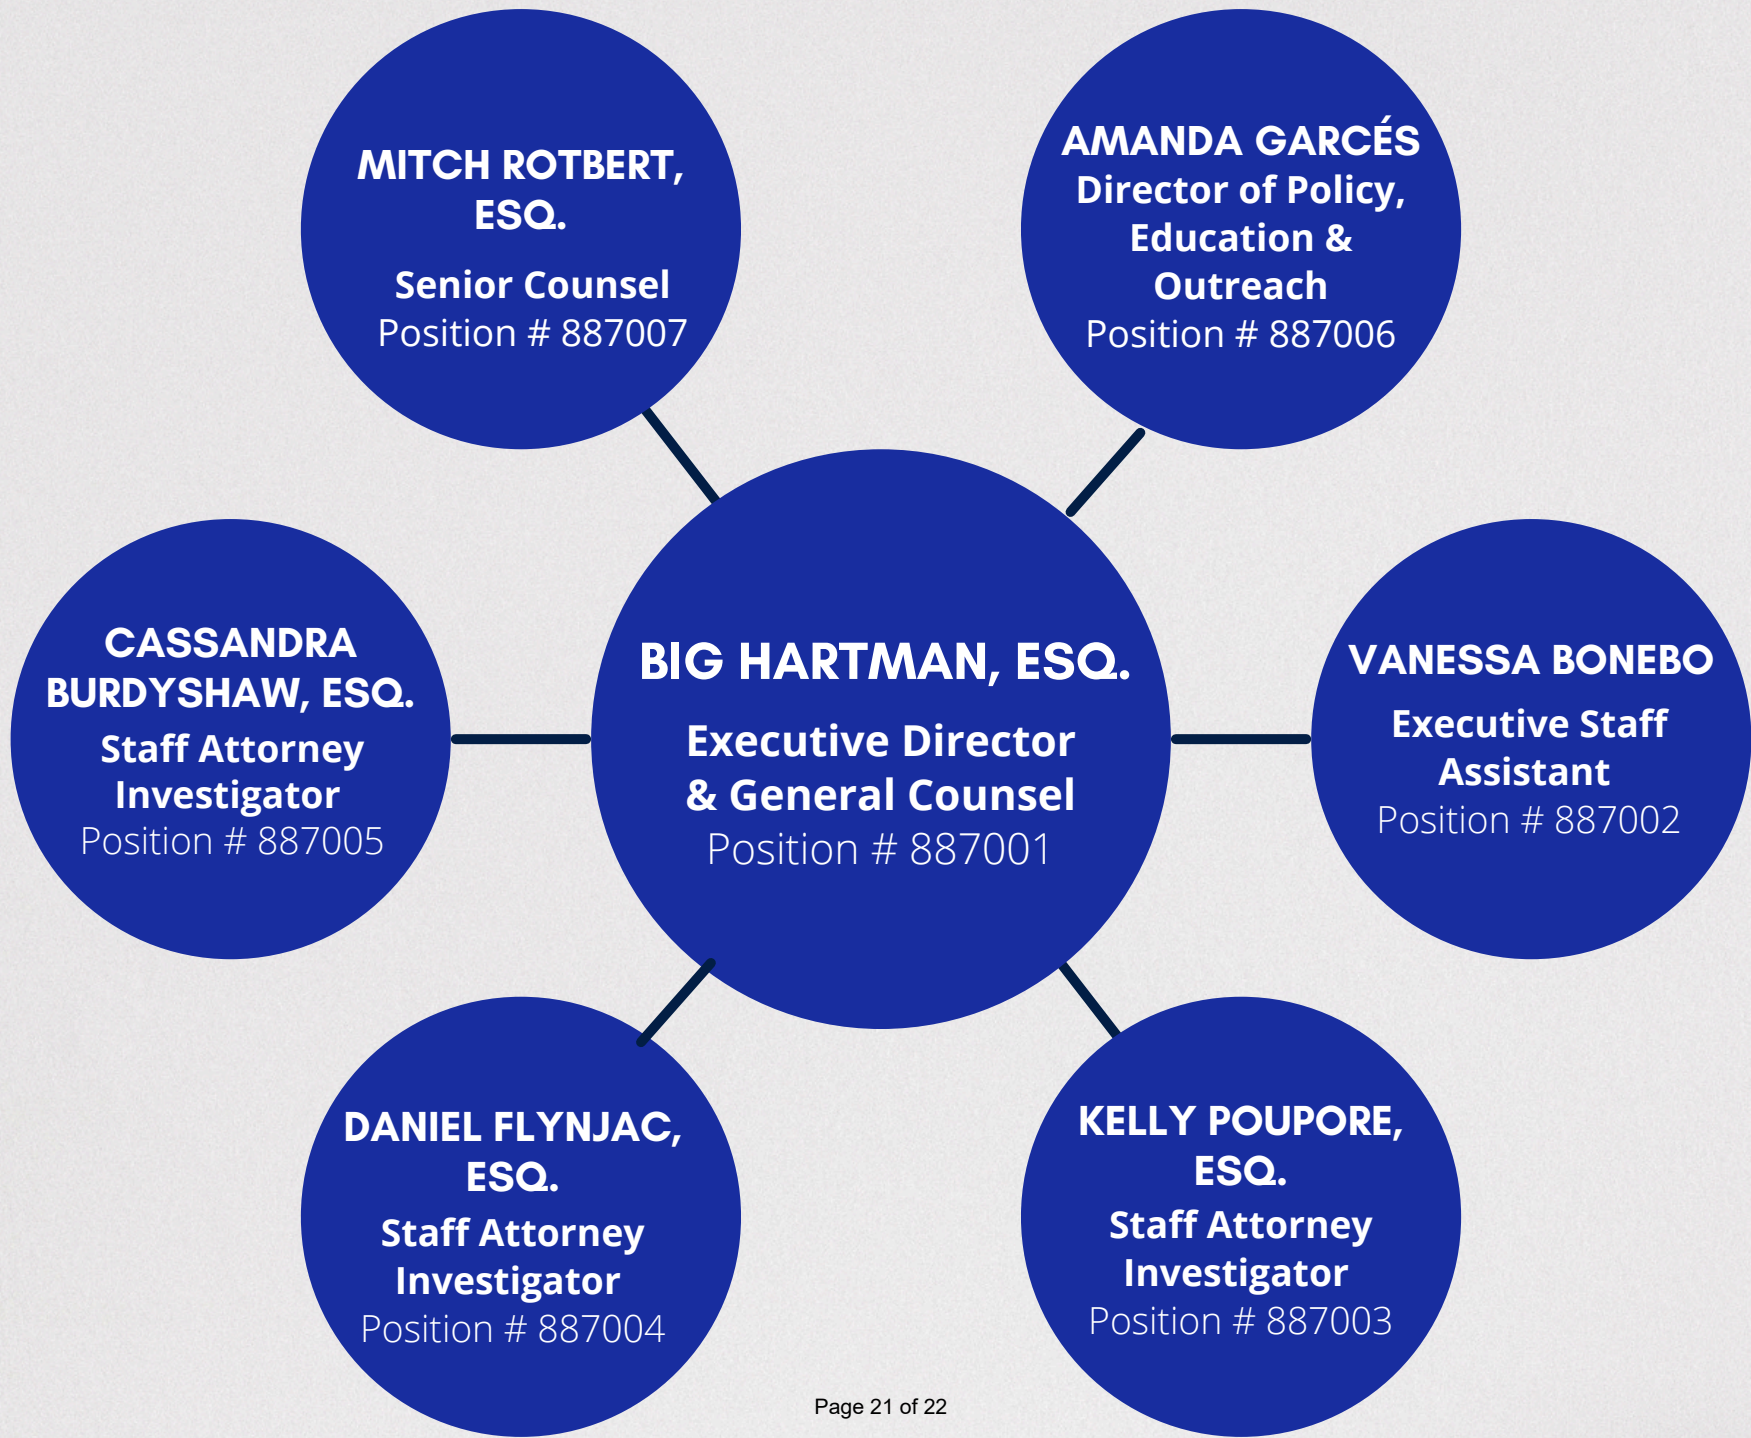 MITCH ROTBERT,
ESQ.
Senior Counsel
Position # 887007
AMANDA GARCÉS
Director of Policy,
Education &
Outreach
Position # 887006
CASSANDRA
BURDYSHAW, ESQ.
Staff Attorney
Investigator
Position # 887005
BIG HARTMAN, ESQ.
Executive Director
& General Counsel
Position # 887001
VANESSA BONEBO
Executive Staff
Assistant
Position # 887002
DANIEL FLYNJAC,
ESQ.
Staff Attorney
Investigator
Position # 887004
KELLY POUPORE,
ESQ.
Staff Attorney
Investigator
Position # 887003
Page 21 of 22